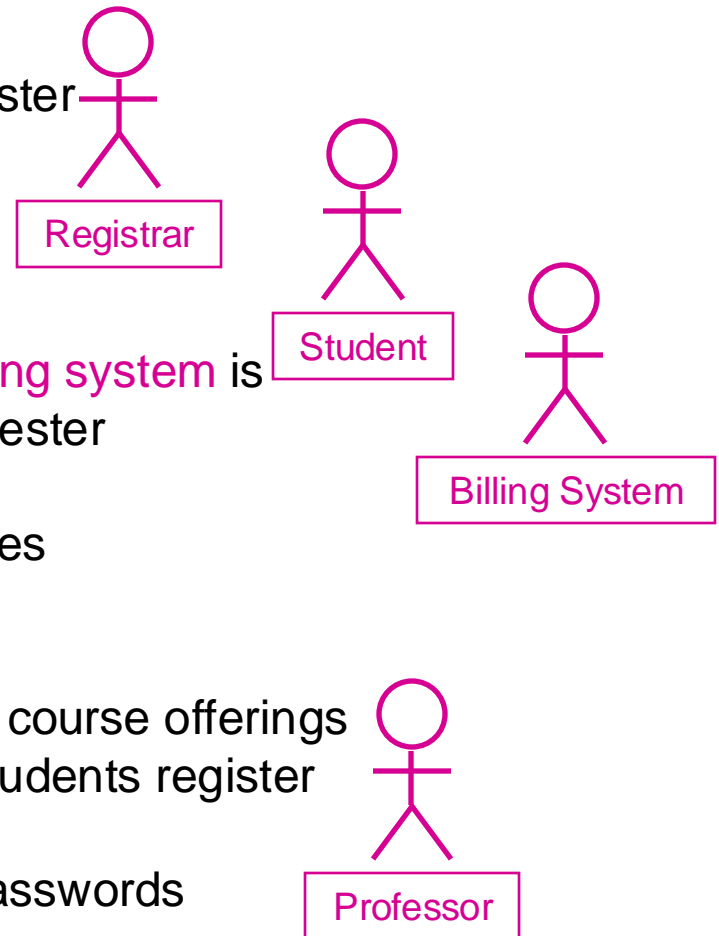 ster
Registrar
Student
ng system is
ester
Billing System
es
course offerings
udents register
asswords
Professor